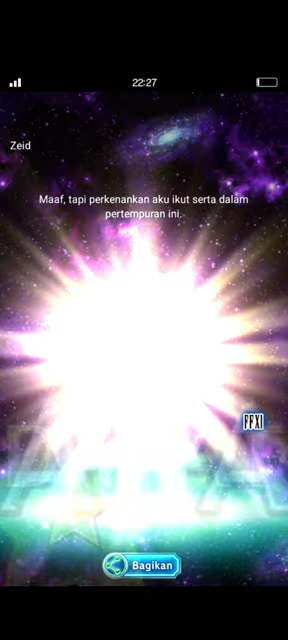 22:27
Zeid
Maaf, tapi perkenankan aku ikut serta dalam
pertempuran ini.
FFXI
Bagikan